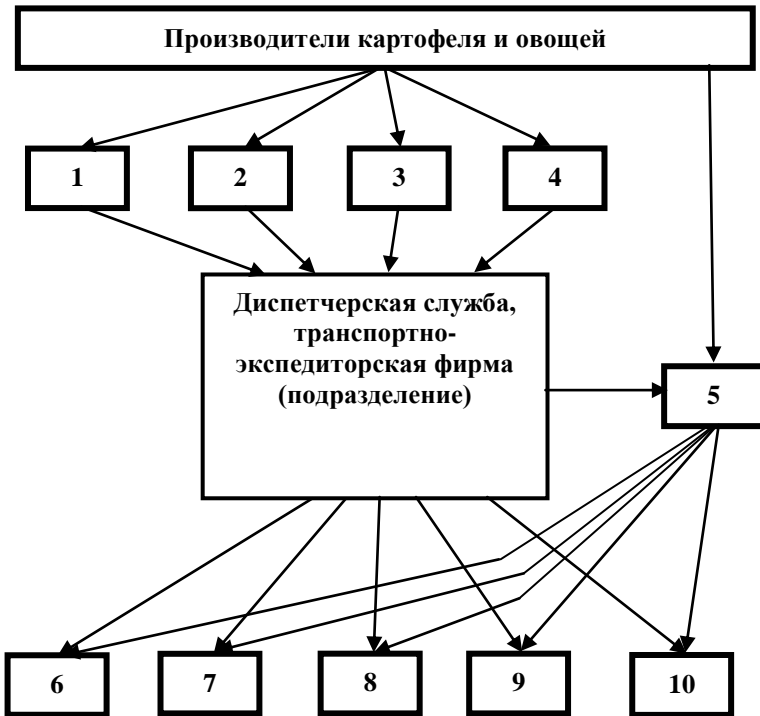 Производители картофеля и овощей
1
2
3
4
Диспетчерская служба,
транспортно-
экспедиторская фирма
(подразделение)
5
6
7
8
9
10